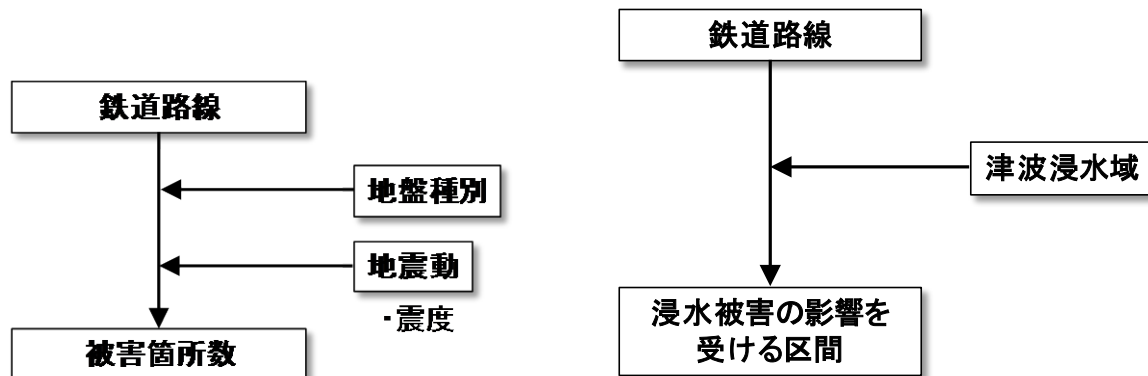 鉄道路線
地盤種別
地震動
・震度
被害箇所数
鉄道路線
津波浸水域
浸水被害の影響を
受ける区間